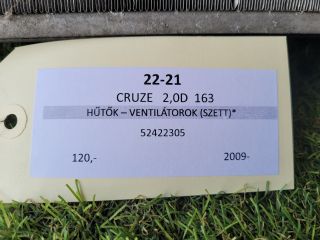 22-21
CRUZE 2,0D 163
HŰTŐK – VENTILÁTOROK (SZETT)*
52422305
120,- 2009-